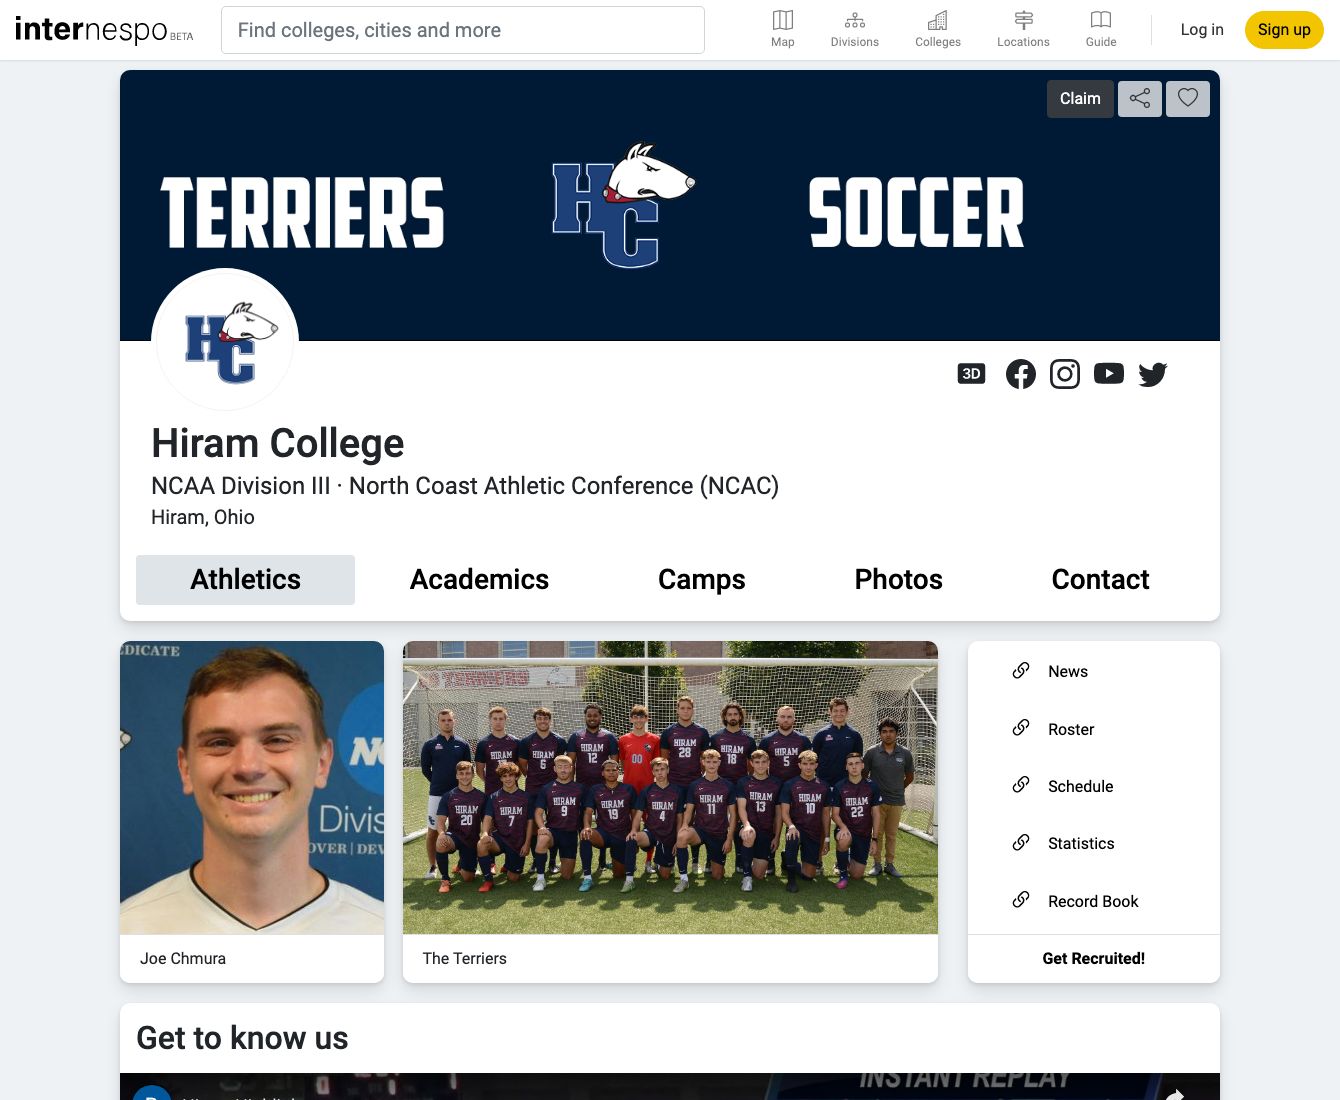 internespo BETA
Find colleges, cities and more
Map
Divisions
Colleges
Locations
Guide
Log in
Sign up
Claim
TERRIERS
HC
SOCCER
HC
3D
Hiram College
NCAA Division III · North Coast Athletic Conference (NCAC)
Hiram, Ohio
Athletics
Academics
Camps
Photos
Contact
DICATE
Divis
OVER | DEV
TERRIERS
HIRAM 6
HIRAM 12
00
HIRAM 28
HIRAM 18
HIRAM 5
HIRAM 20
HIRAM 7
HIRAM 9
HIRAM 19
HIRAM 4
HIRAM 11
HIRAM 13
HIRAM 10
HIRAM 22
Joe Chmura
The Terriers
News
Roster
Schedule
Statistics
Record Book
Get Recruited!
Get to know us
INSTANT REPLAY